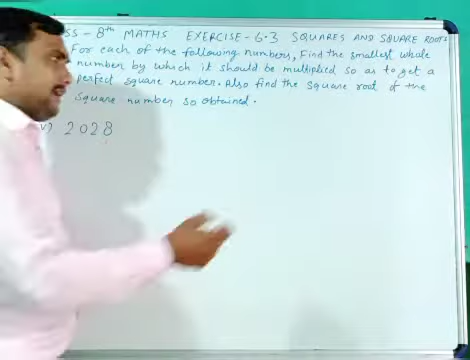 SS - 8th MATHS EXERCISE - 6.3 SQUARES AND SQUARE ROOTS
For each of the following numbers, Find the smallest whole
number by which it should be multiplied so as to get a
perfect square number. Also find the square root of the
square number so obtained.
v) 2028